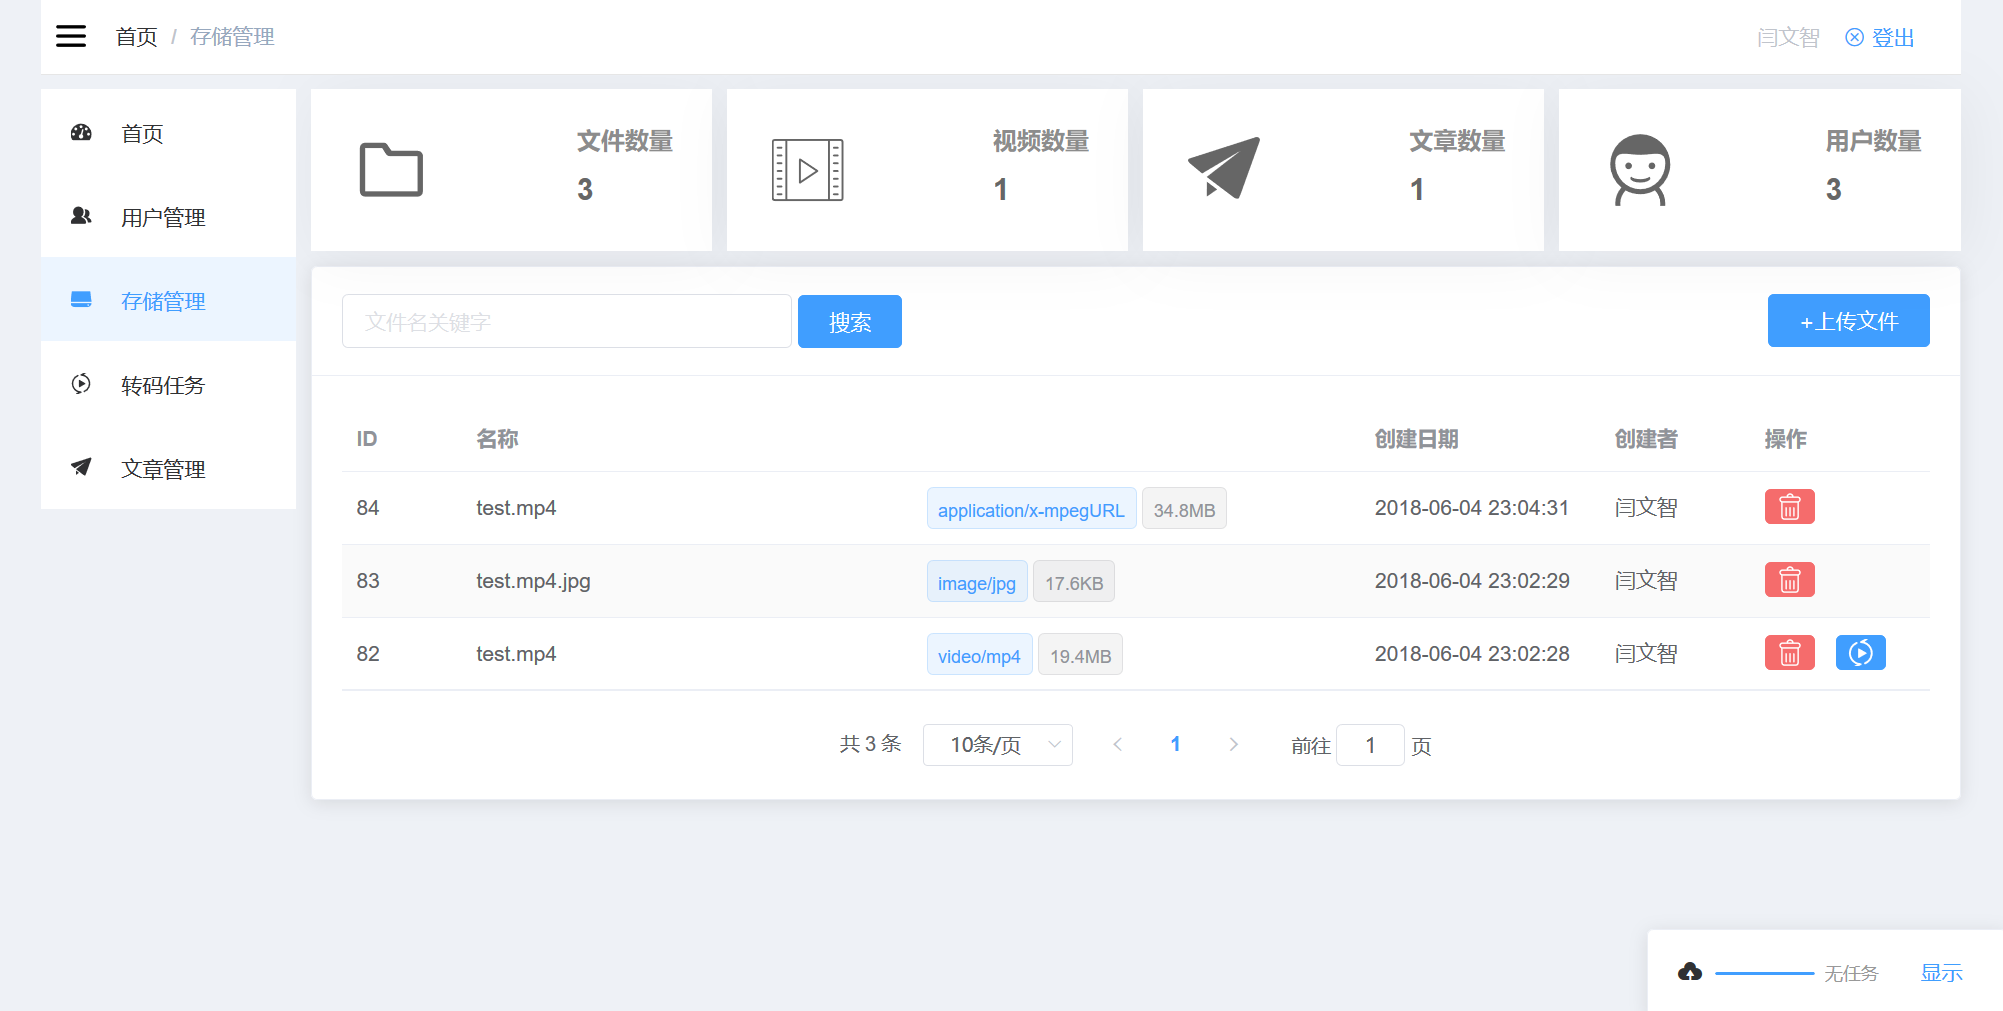 首页 / 存储管理
闫文智 登出
首页
用户管理
存储管理
转码任务
文章管理
文件数量
3
视频数量
1
文章数量
1
用户数量
3
文件名关键字 搜索 +上传文件
ID 名称 创建日期 创建者 操作
84 test.mp4 application/x-mpegURL 34.8MB 2018-06-04 23:04:31 闫文智
83 test.mp4.jpg image/jpg 17.6KB 2018-06-04 23:02:29 闫文智
82 test.mp4 video/mp4 19.4MB 2018-06-04 23:02:28 闫文智
共 3 条 10条/页 1 前往 1 页
无任务 显示